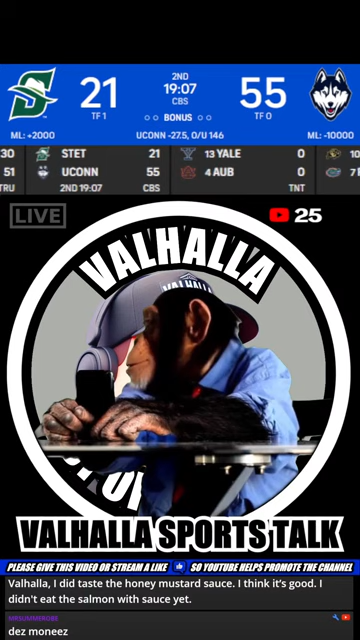 S
21
TF 1
2ND
19:07
CBS
BONUS
55
TF 0
ML: +2000
UCONN -27.5, O/U 146
ML: -10000
30
STET
21
13 YALE
0
10
51
UCONN
55
4 AUB
0
7
TRU
2ND 19:07
CBS
TNT
LIVE
25
VALHALLA
VALHALLA
VALHALLA SPORTS TALK
PLEASE GIVE THIS VIDEO OR STREAM A LIKE
SO YOUTUBE HELPS PROMOTE THE CHANNEL
Valhalla, I did taste the honey mustard sauce. I think it's good. I
didn't eat the salmon with sauce yet.
MRSUMMEROBE
dez moneez